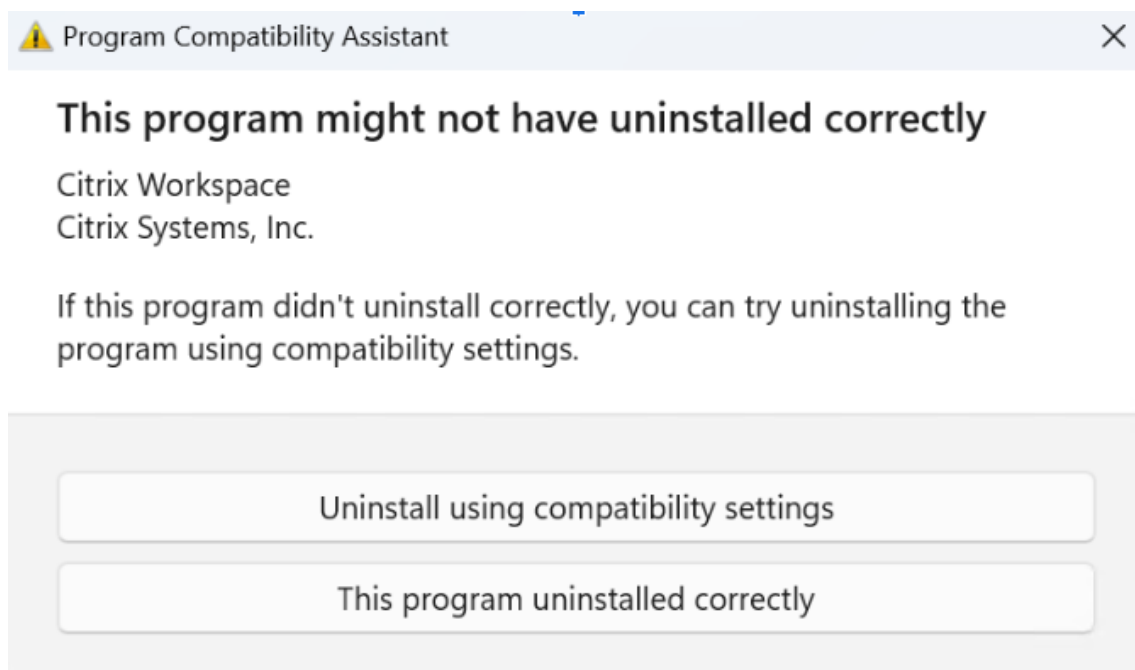 Program Compatibility Assistant
This program might not have uninstalled correctly
Citrix Workspace
Citrix Systems, Inc.
If this program didn't uninstall correctly, you can try uninstalling the
program using compatibility settings.
Uninstall using compatibility settings
This program uninstalled correctly